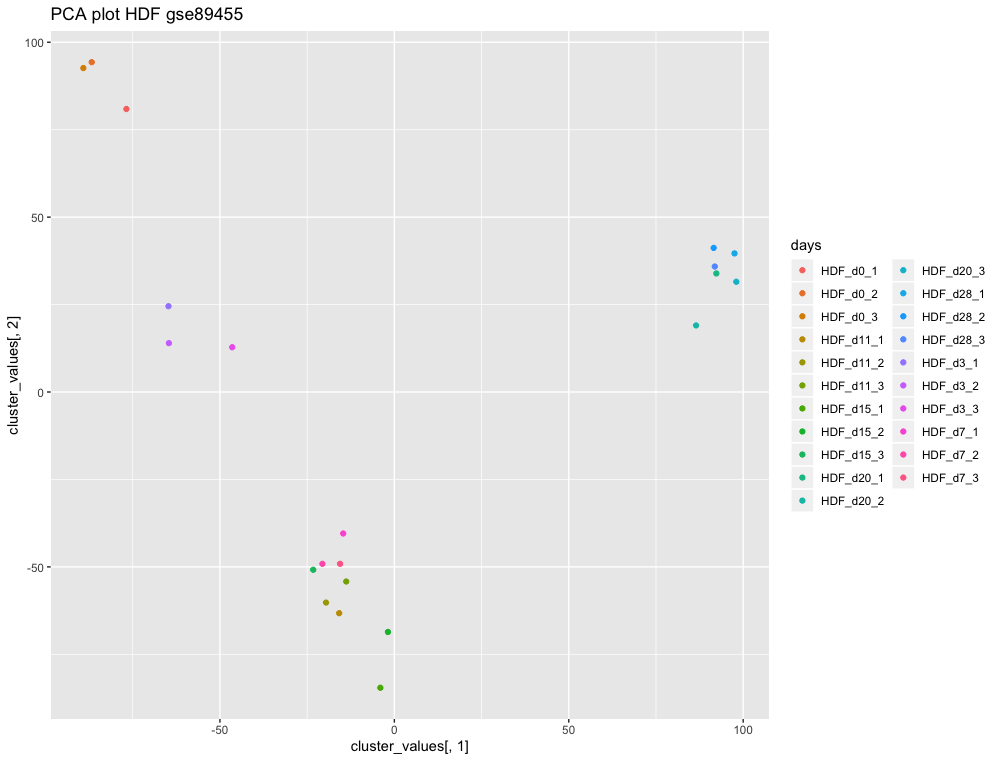 PCA plot HDF gse89455
100
50
0
-50
cluster_values[, 2]
-50
0
50
100
cluster_values[, 1]
days
HDF_d0_1
HDF_d0_2
HDF_d0_3
HDF_d11_1
HDF_d11_2
HDF_d11_3
HDF_d15_1
HDF_d15_2
HDF_d15_3
HDF_d20_1
HDF_d20_2
HDF_d20_3
HDF_d28_1
HDF_d28_2
HDF_d28_3
HDF_d3_1
HDF_d3_2
HDF_d3_3
HDF_d7_1
HDF_d7_2
HDF_d7_3